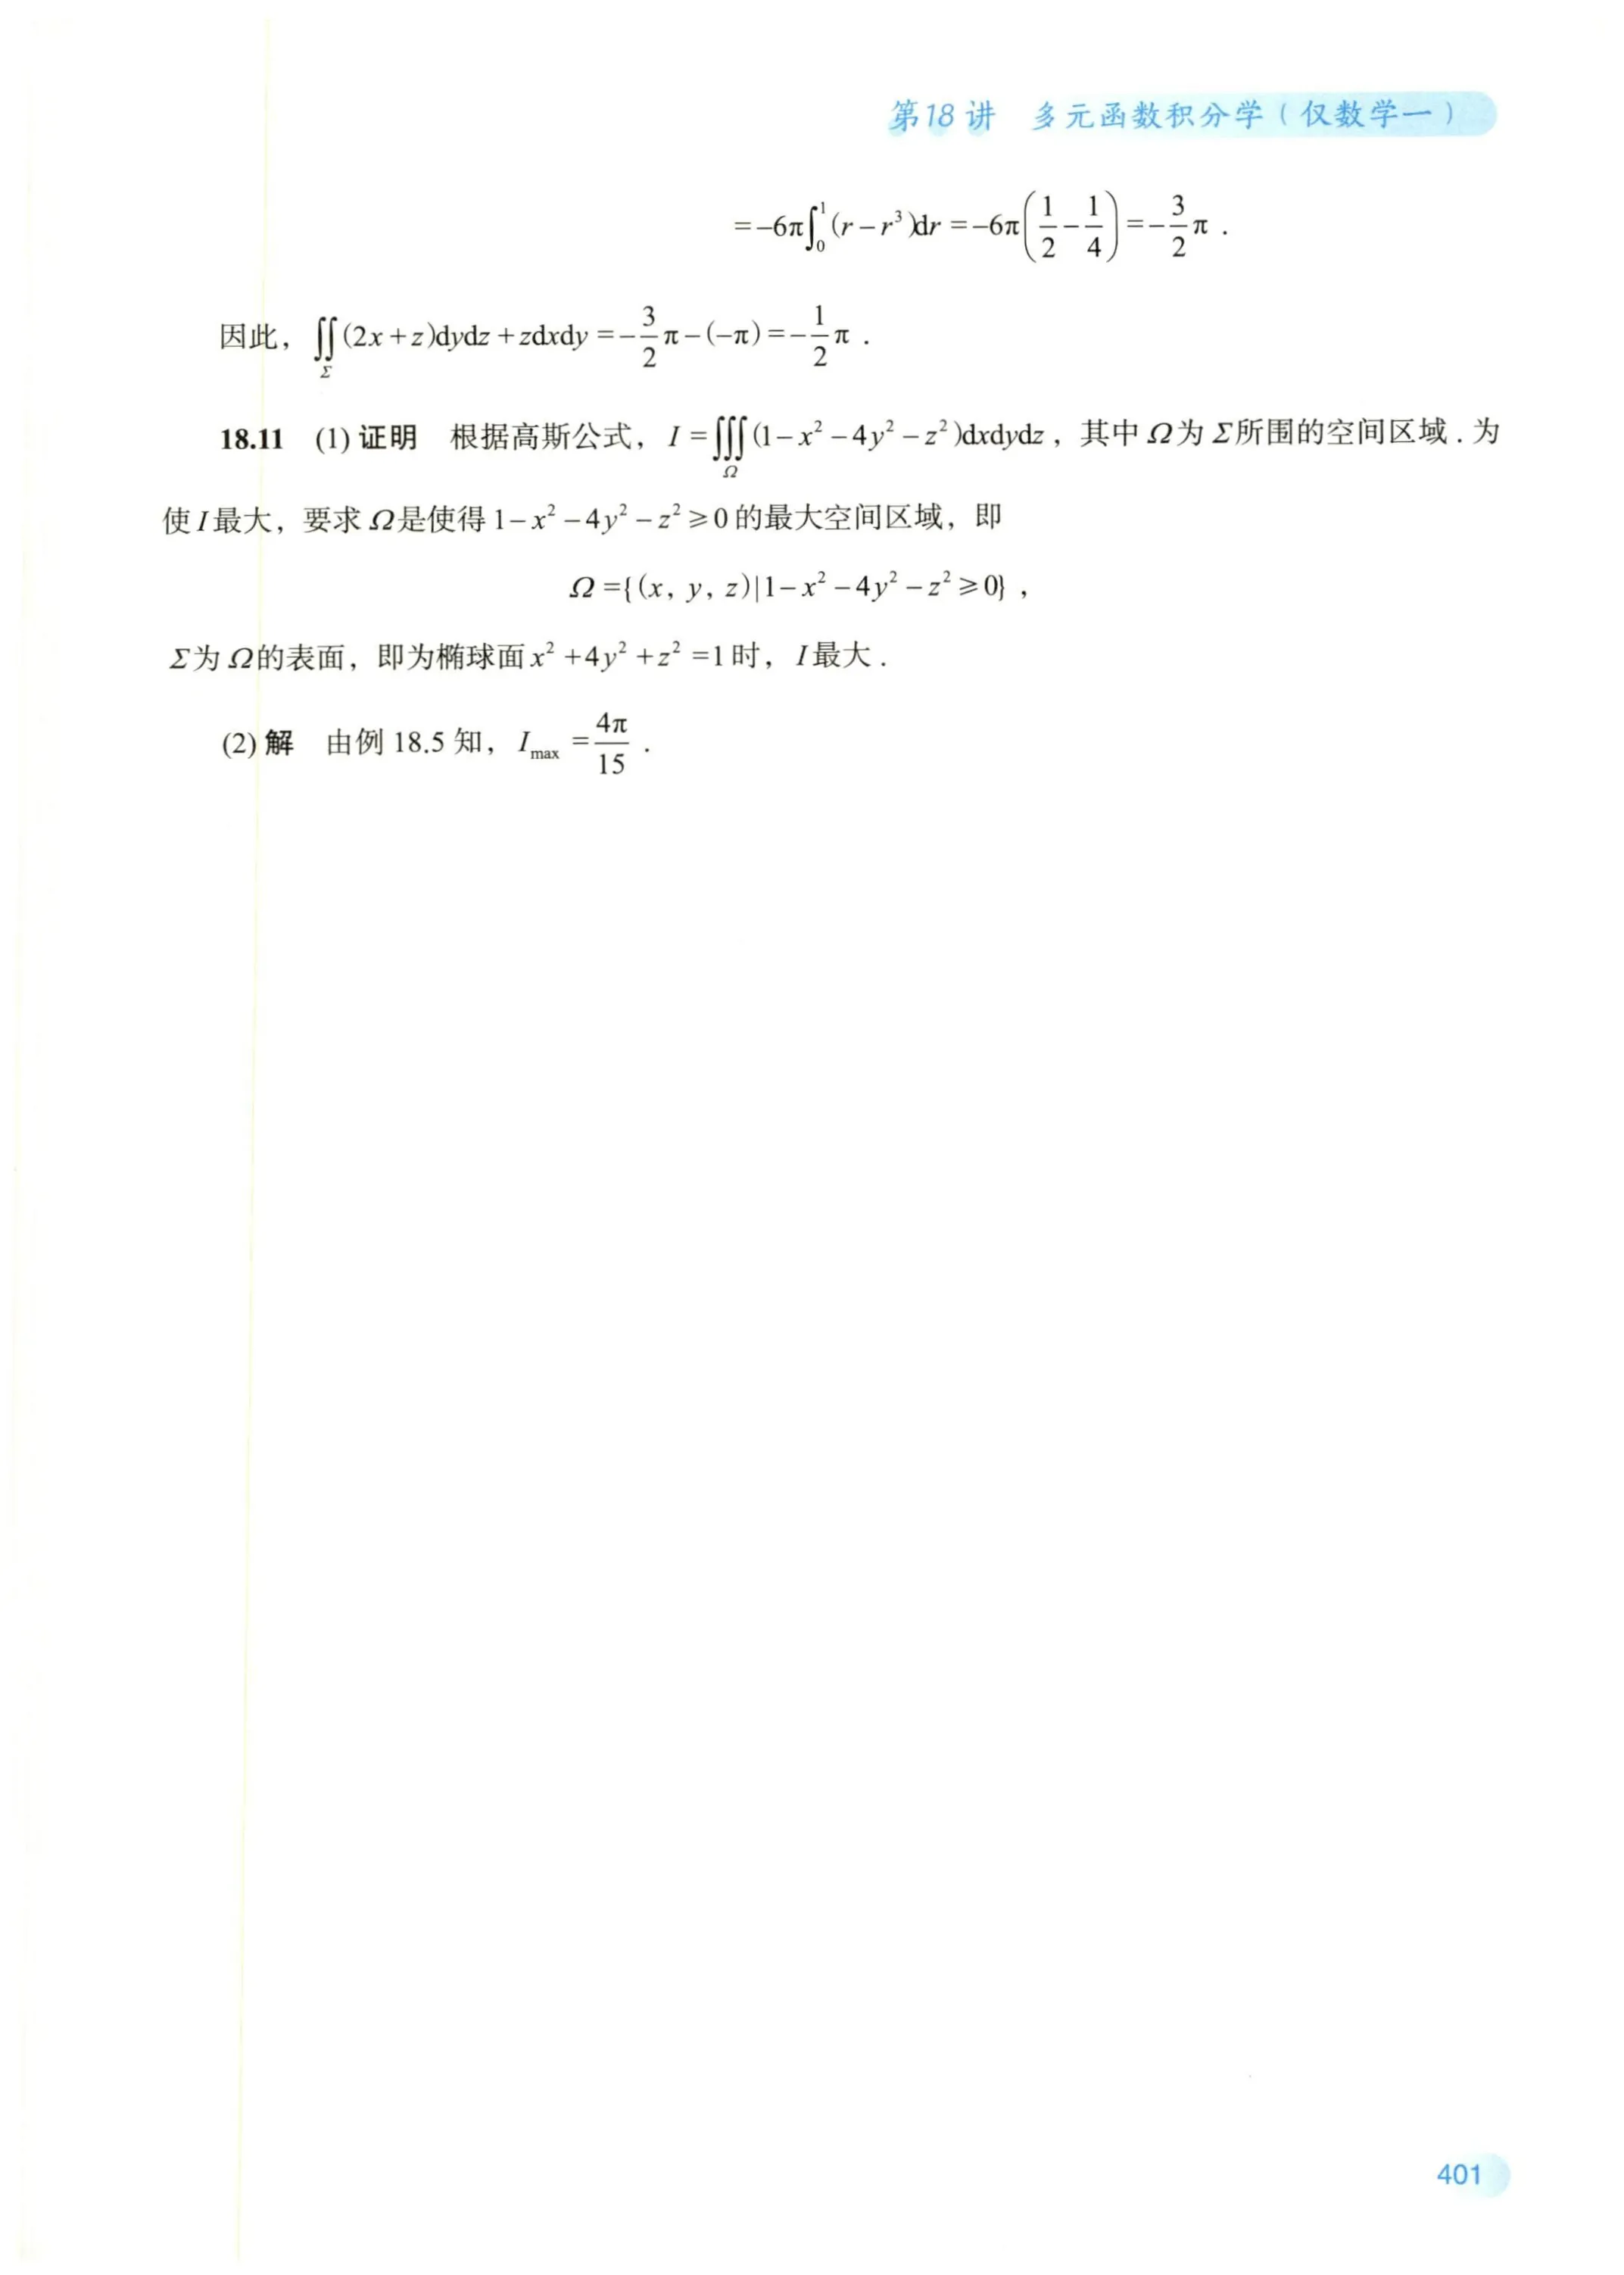 第18讲 多元函数积分学（仅数学一）
$=-6\pi\int_0^1(r-r^3)\mathrm{d}r=-6\pi\left(\frac{1}{2}-\frac{1}{4}\right)=-\frac{3}{2}\pi$ .
因此，$\iint\limits_{\Sigma}(2x+z)\mathrm{d}y\mathrm{d}z+z\mathrm{d}x\mathrm{d}y=-\frac{3}{2}\pi-(-\pi)=-\frac{1}{2}\pi$ .
18.11 (1) 证明 根据高斯公式，$I=\iiint\limits_{\Omega}(1-x^2-4y^2-z^2)\mathrm{d}x\mathrm{d}y\mathrm{d}z$，其中 $\Omega$ 为 $\Sigma$ 所围的空间区域 . 为
使 $I$ 最大，要求 $\Omega$ 是使得 $1-x^2-4y^2-z^2\geqslant 0$ 的最大空间区域，即
$\Omega=\{(x, y, z)|1-x^2-4y^2-z^2\geqslant 0\}$，
$\Sigma$ 为 $\Omega$ 的表面，即为椭球面 $x^2+4y^2+z^2=1$ 时，$I$ 最大 .
(2) 解 由例 18.5 知，$I_{\max}=\frac{4\pi}{15}$ .
401